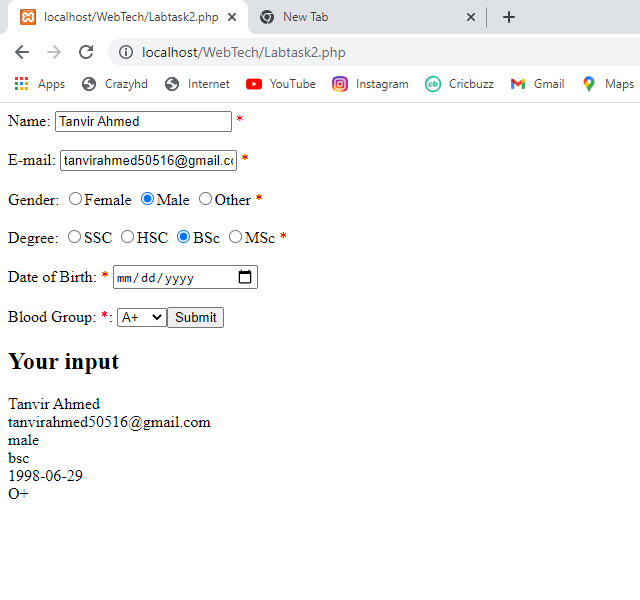 localhost/WebTech/Labtask2.php
New Tab
localhost/WebTech/Labtask2.php
Apps Crazyhd Internet YouTube Instagram cb Cricbuzz Gmail Maps
Name: Tanvir Ahmed *
E-mail: tanvirahmed50516@gmail.co *
Gender: Female Male Other *
Degree: SSC HSC BSc MSc *
Date of Birth: * mm/dd/yyyy
Blood Group: *: A+ Submit
Your input
Tanvir Ahmed
tanvirahmed50516@gmail.com
male
bsc
1998-06-29
O+